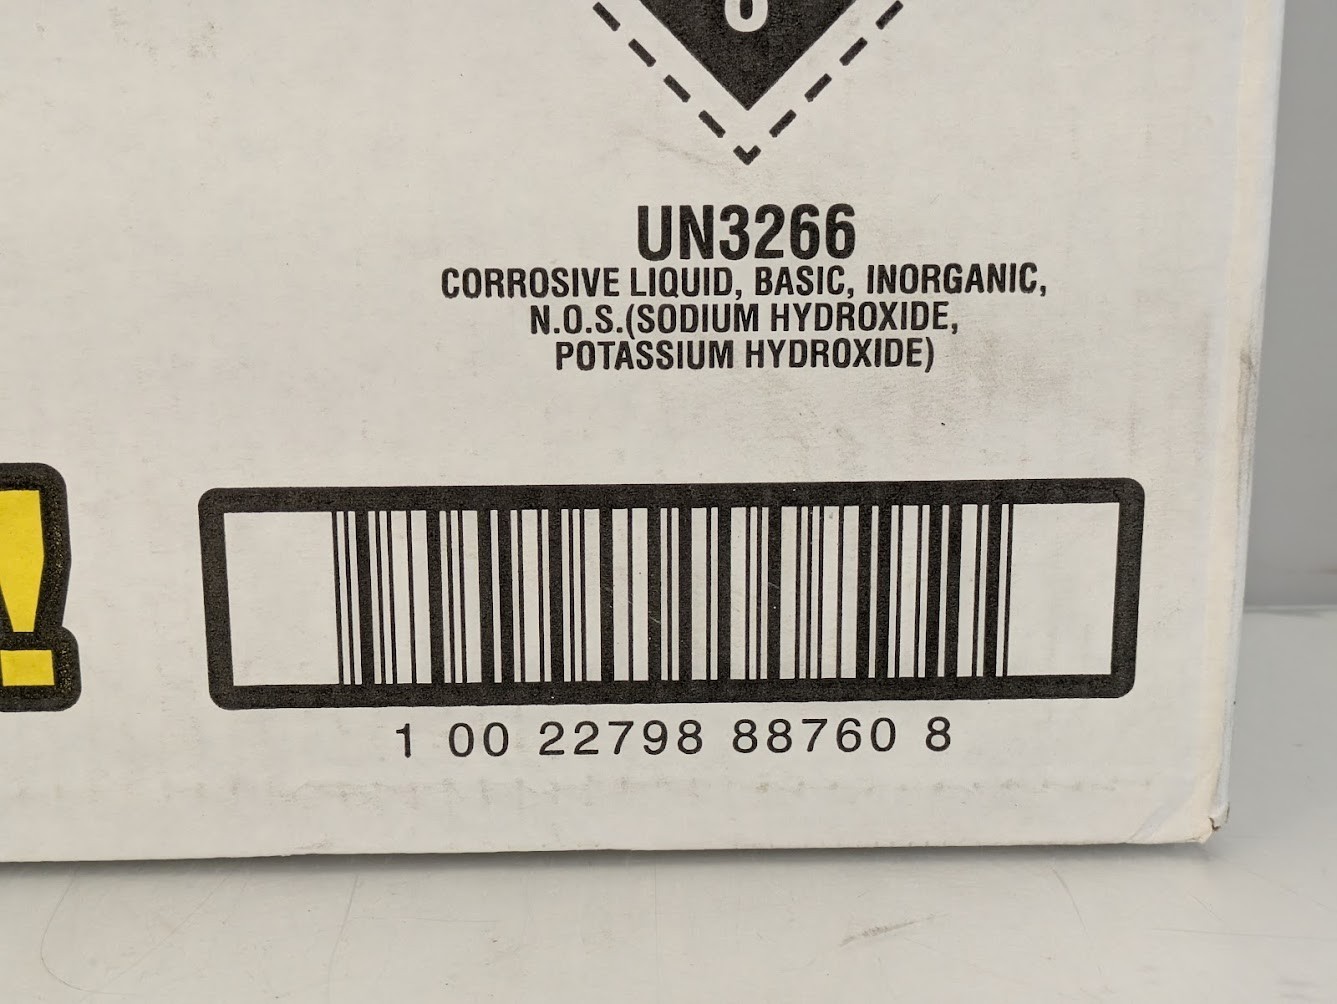 UN3266
CORROSIVE LIQUID, BASIC, INORGANIC,
N.O.S.(SODIUM HYDROXIDE,
POTASSIUM HYDROXIDE)
!
1 00 22798 88760 8